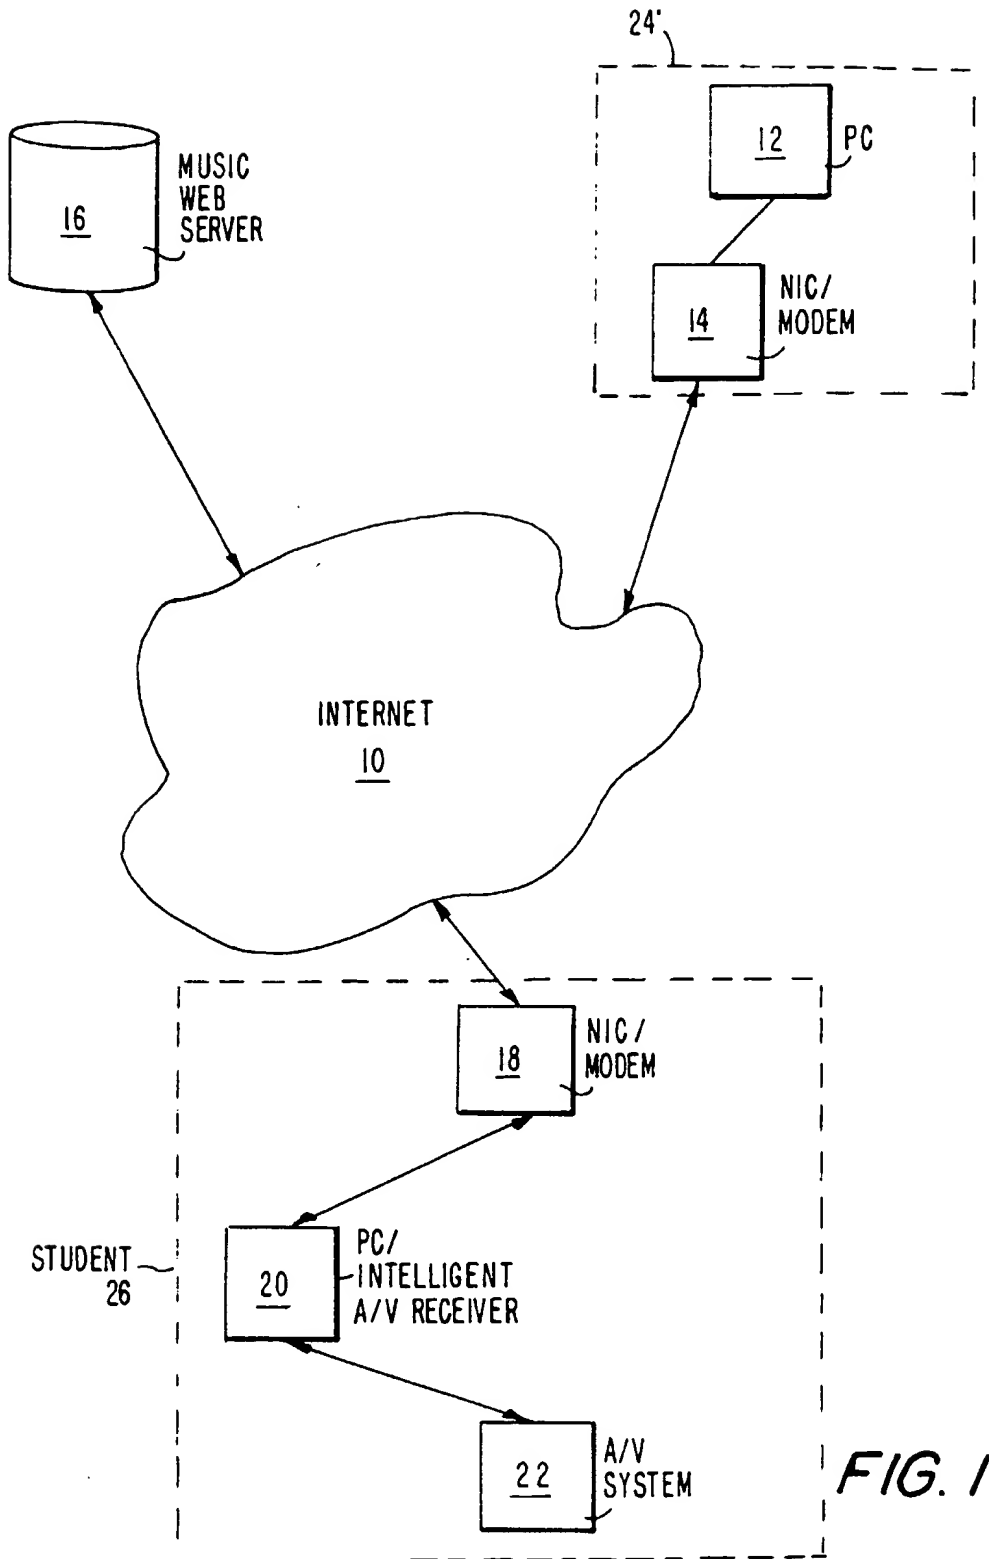 24'
12
PC
16
MUSIC
WEB
SERVER
14
NIC/
MODEM
INTERNET
10
18
NIC/
MODEM
STUDENT
26
20
PC/
INTELLIGENT
A/V RECEIVER
22
A/V
SYSTEM
FIG. 1